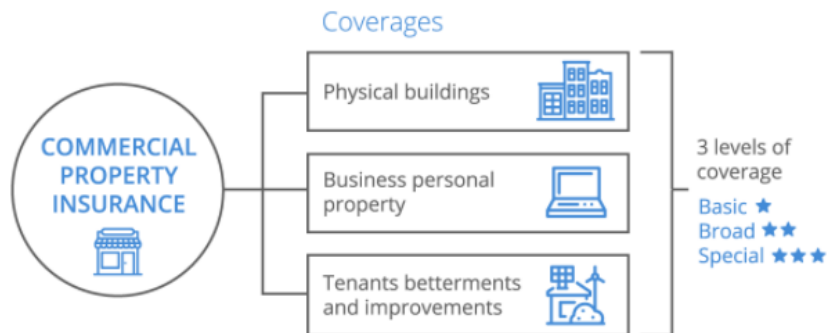 Coverages
COMMERCIAL
PROPERTY
INSURANCE
Physical buildings
Business personal
property
Tenants betterments
and improvements
3 levels of
coverage
Basic ★
Broad ★★
Special ★★★